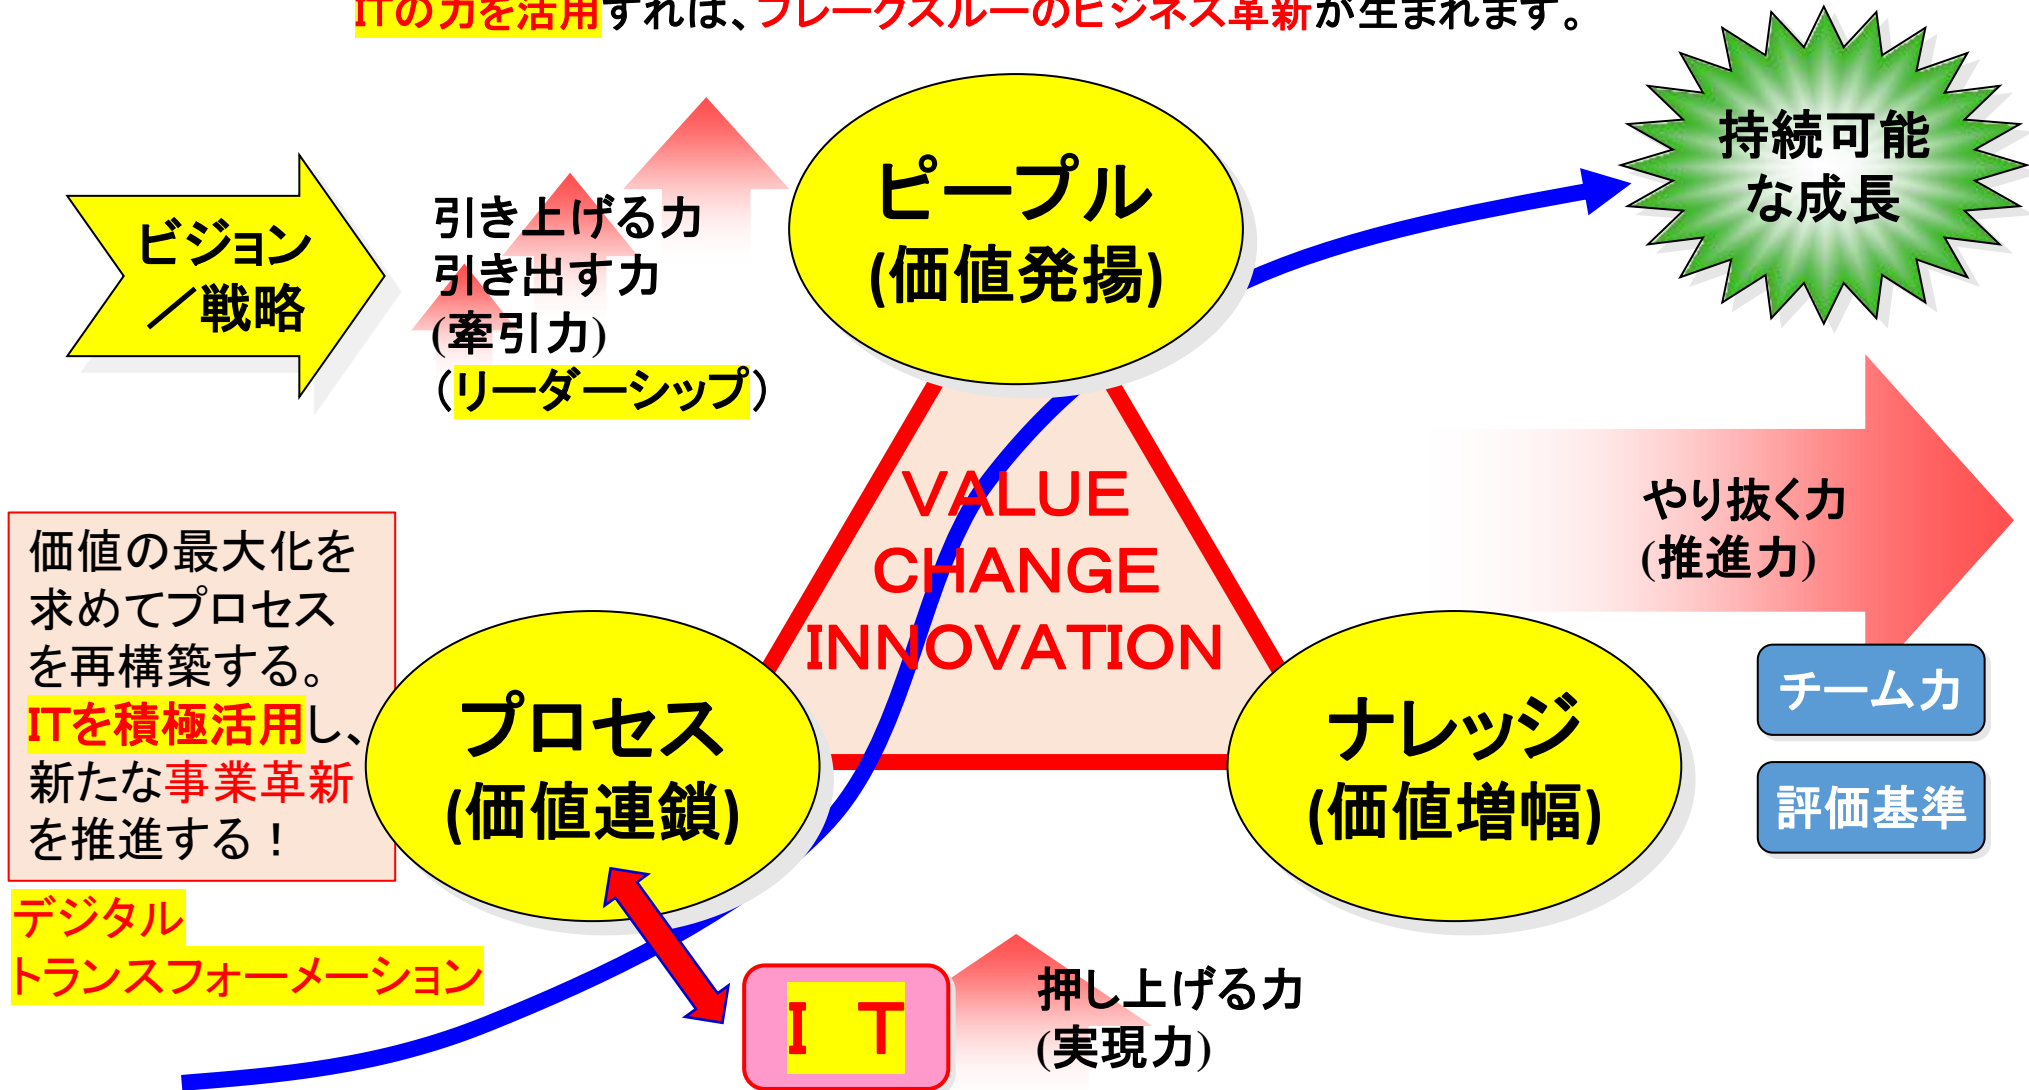 ITの力を活用すれば、ブレークスルーのビジネス革新が生まれます。
ピープル
(価値発揚)
持続可能
な成長
ビジョン
／戦略
引き上げる力
引き出す力
(牽引力)
（リーダーシップ）
VALUE
CHANGE
INNOVATION
やり抜く力
(推進力)
価値の最大化を
求めてプロセス
を再構築する。
ITを積極活用し、
新たな事業革新
を推進する！
プロセス
(価値連鎖)
ナレッジ
(価値増幅)
チーム力
評価基準
デジタル
トランスフォーメーション
ＩＴ
押し上げる力
(実現力)